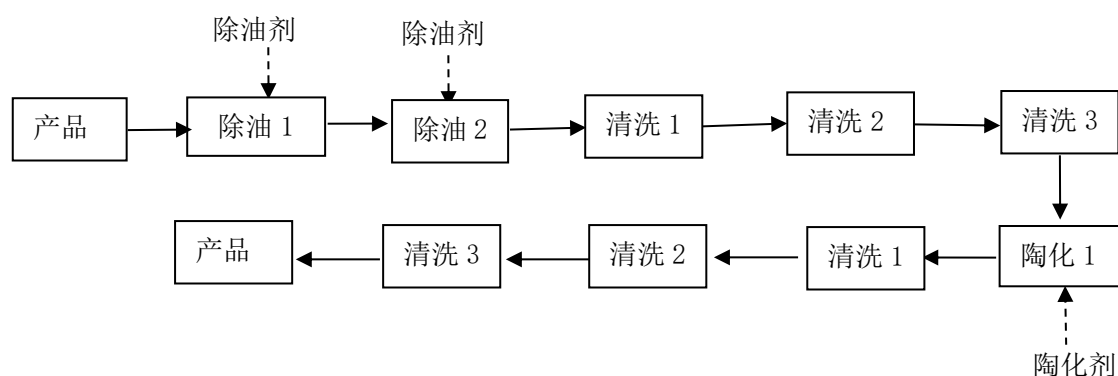 除油剂
除油剂
产品
除油 1
除油 2
清洗 1
清洗 2
清洗 3
产品
清洗 3
清洗 2
清洗 1
陶化 1
陶化剂